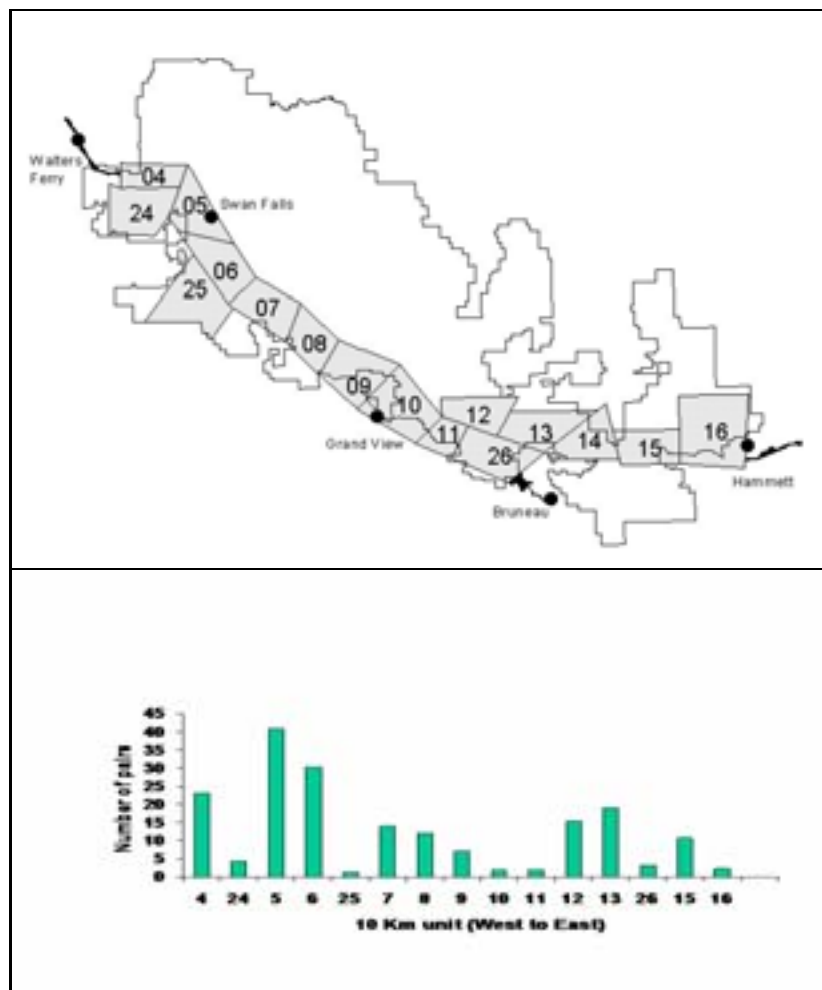 Walters
Ferry
04
24
05
Swan Falls
06
25
07
08
09
10
Grand View
11
12
26
13
14
15
16
Hammett
Bruneau
Number of pairs
45
40
35
30
25
20
15
10
5
0
4 24 5 6 25 7 8 9 10 11 12 13 26 15 16
10 Km unit (West to East)